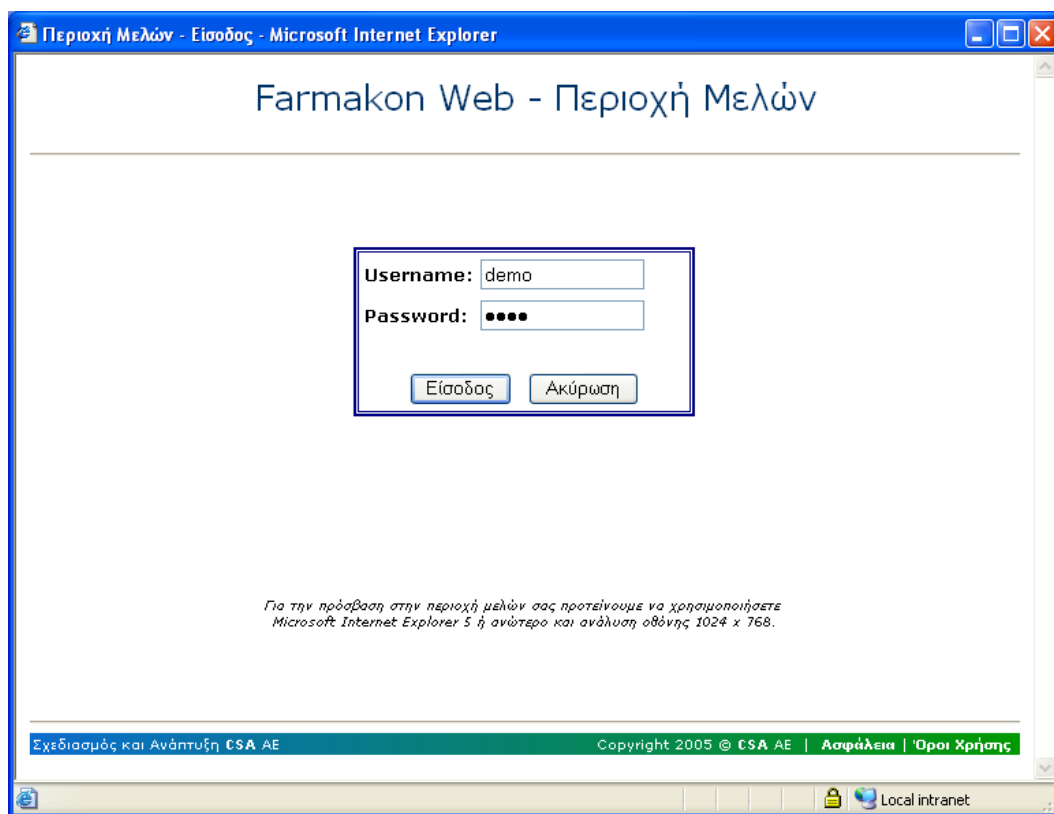 Περιοχή Μελών - Είσοδος - Microsoft Internet Explorer
Farmakon Web - Περιοχή Μελών
Username: demo
Password: ●●●●
Είσοδος Ακύρωση
Για την πρόσβαση στην περιοχή μελών σας προτείνουμε να χρησιμοποιήσετε
Microsoft Internet Explorer 5 ή ανώτερο και ανάλυση οθόνης 1024 x 768.
Σχεδιασμός και Ανάπτυξη CSA AE Copyright 2005 © CSA AE | Ασφάλεια | Όροι Χρήσης
Local intranet